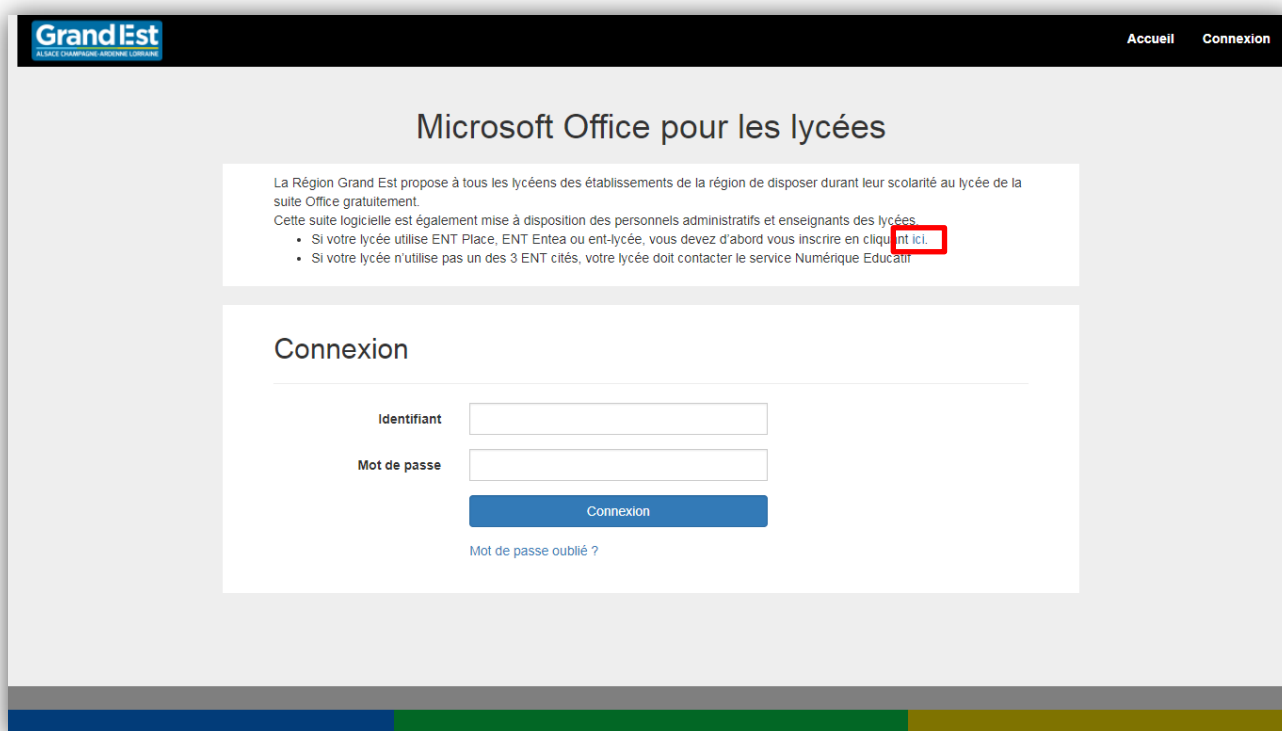 Grand Est
ALSACE CHAMPAGNE-ARDENNE LORRAINE
Accueil Connexion
Microsoft Office pour les lycées
La Région Grand Est propose à tous les lycéens des établissements de la région de disposer durant leur scolarité au lycée de la
suite Office gratuitement.
Cette suite logicielle est également mise à disposition des personnels administratifs et enseignants des lycées.
• Si votre lycée utilise ENT Place, ENT Entea ou ent-lycée, vous devez d'abord vous inscrire en cliquant ici.
• Si votre lycée n'utilise pas un des 3 ENT cités, votre lycée doit contacter le service Numérique Educatif
Connexion
Identifiant
Mot de passe
Connexion
Mot de passe oublié ?